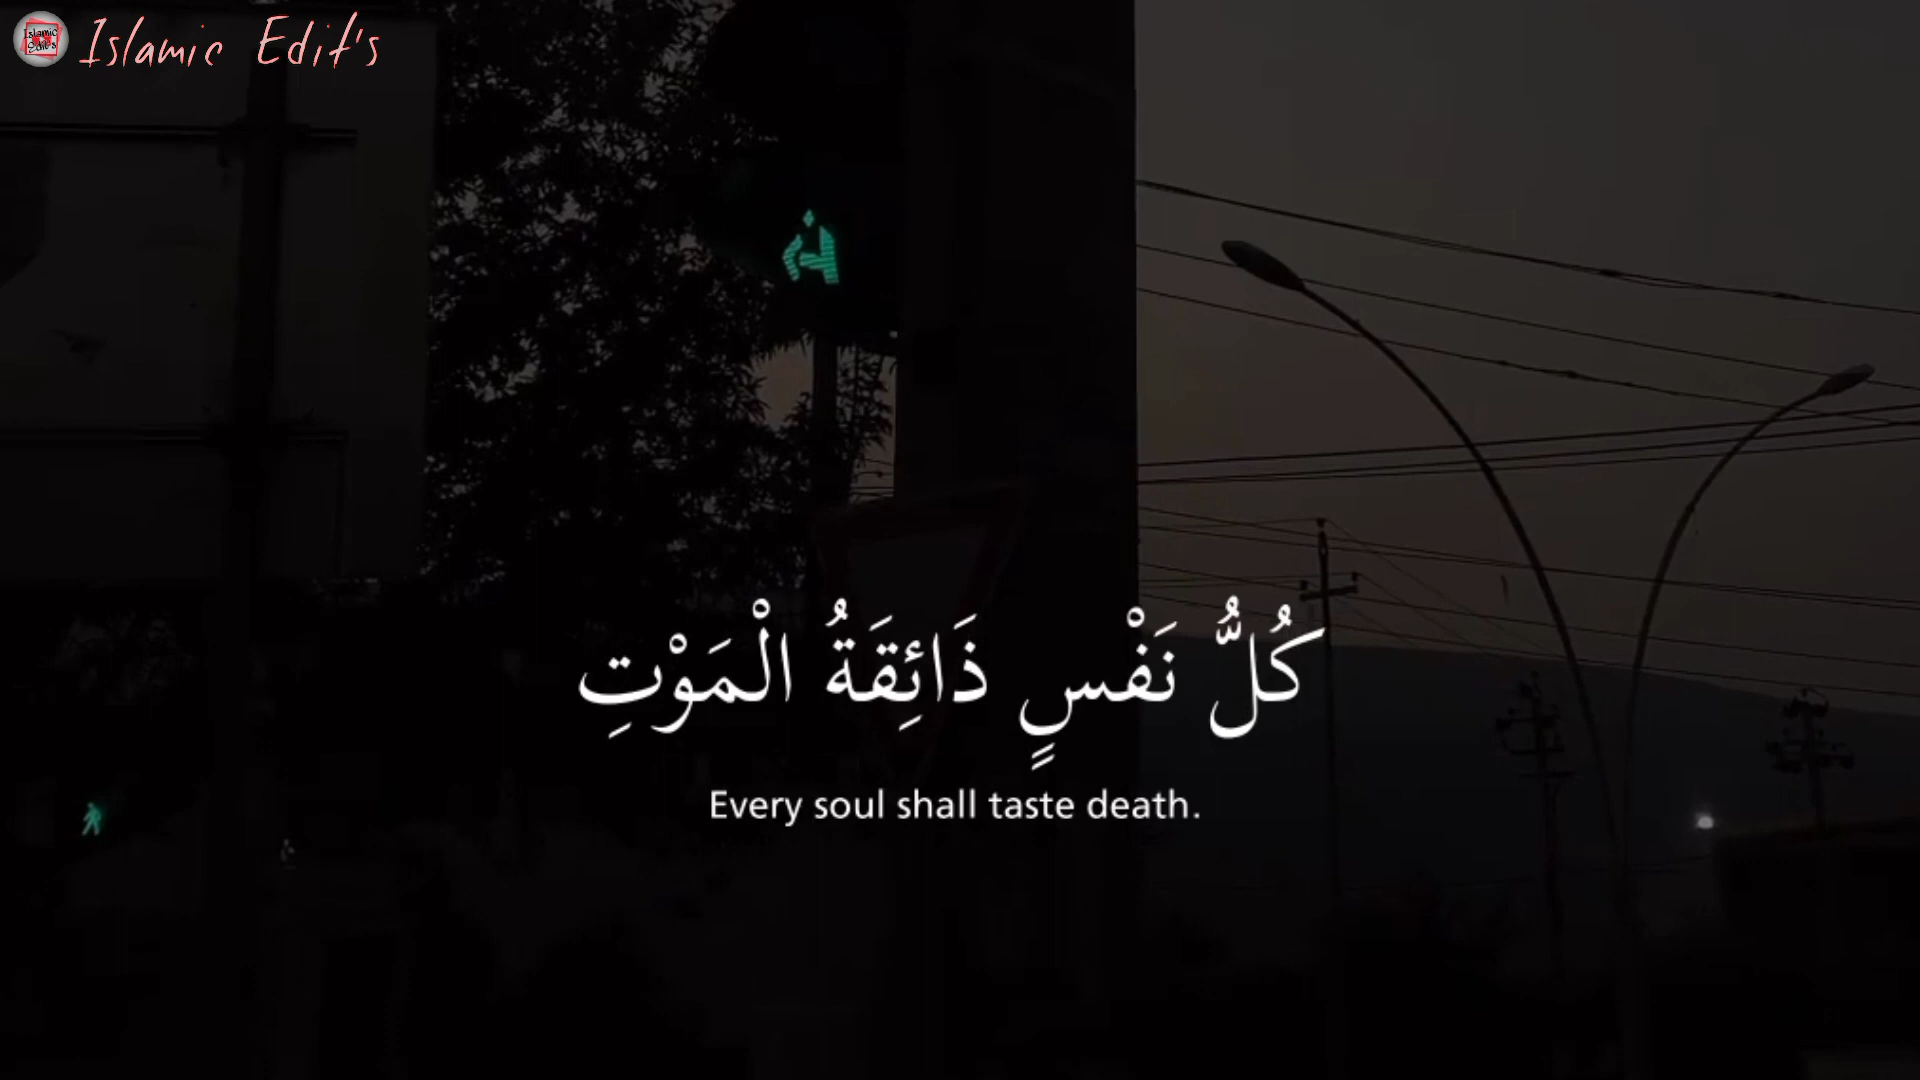 Islamic Edit's
كُلُّ نَفْسٍ ذَائِقَةُ الْمَوْتِ
Every soul shall taste death.